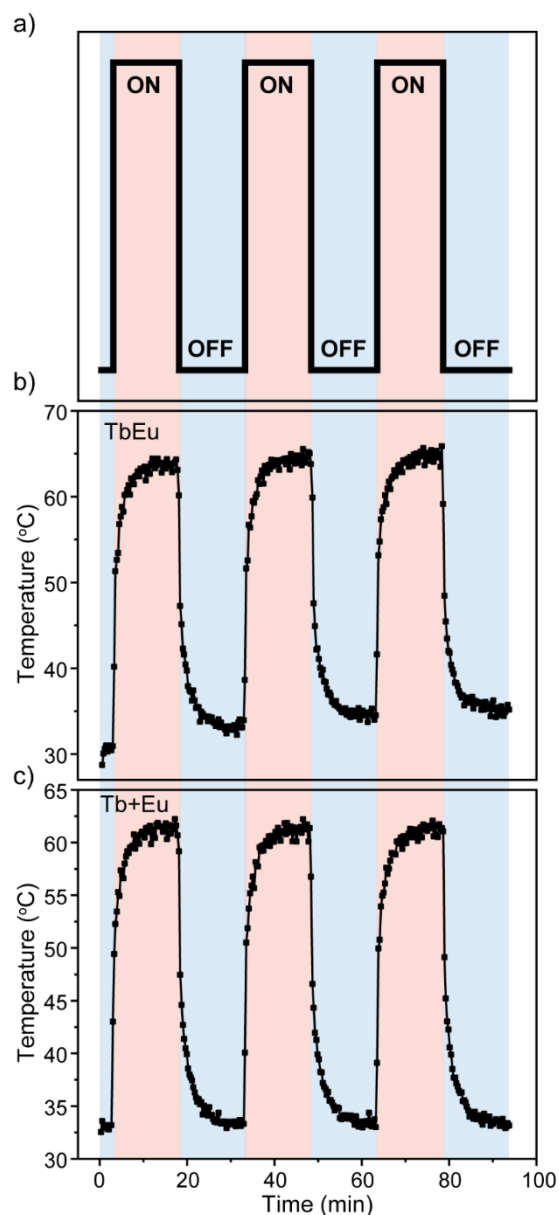 a)
ON ON ON
OFF OFF OFF
b)
70
TbEu
60
50
40
30
Temperature (°C)
c)
65
Tb+Eu
60
55
50
45
40
35
30
Temperature (°C)
0 20 40 60 80 100
Time (min)